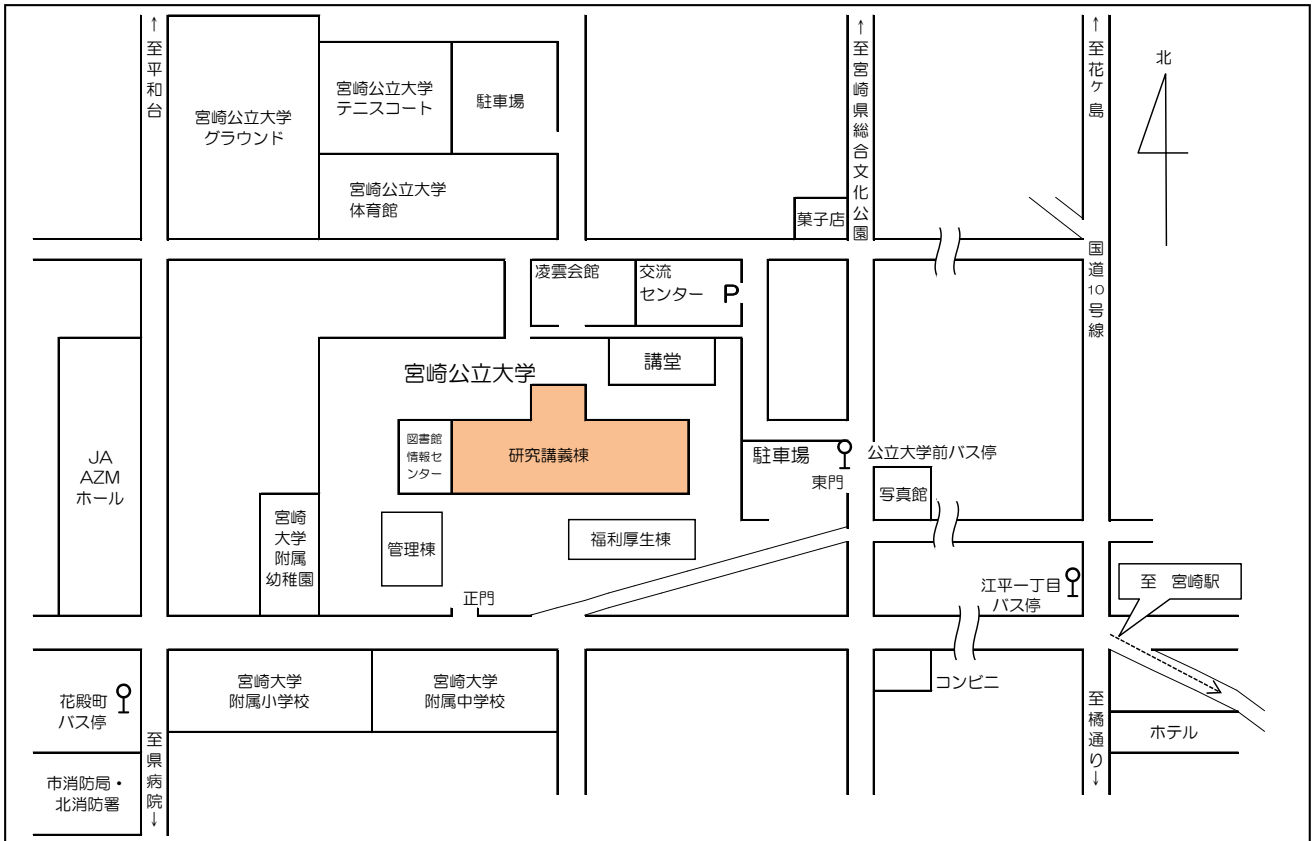 ↑至平和台
宮崎公立大学
グラウンド
宮崎公立大学
テニスコート
駐車場
宮崎公立大学
体育館
↑至宮崎県総合文化公園
↑至花ヶ島
北
菓子店
国道10号線
凌雲会館
交流
センター
P
講堂
宮崎公立大学
図書館
情報セ
ンター
研究講義棟
駐車場
公立大学前バス停
東門
写真館
JA
AZM
ホール
宮崎
大学
附属
幼稚園
管理棟
福利厚生棟
正門
江平一丁目
バス停
至 宮崎駅
花殿町
バス停
宮崎大学
附属小学校
宮崎大学
附属中学校
コンビニ
至橘通り↓
ホテル
至県病院↓
市消防局・
北消防署